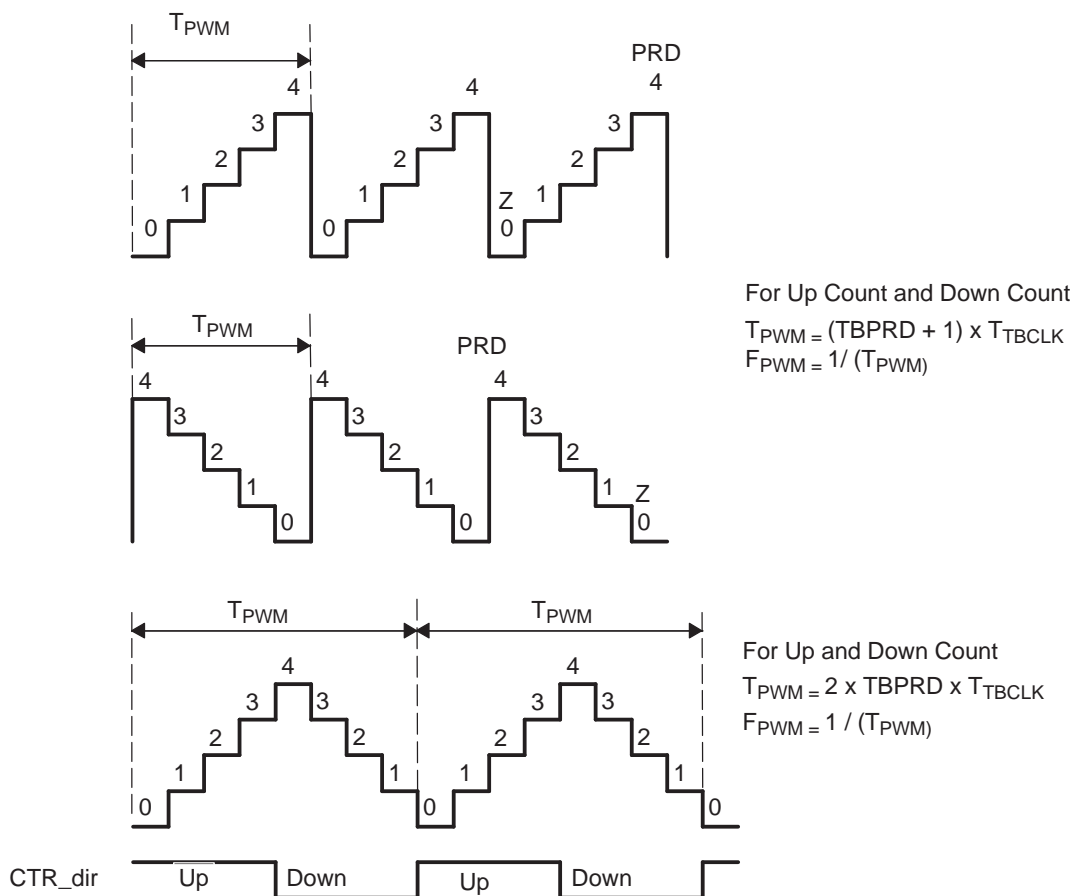 TPWM
PRD
4 4 4
3 3 3
2 2 2
1 1 Z 1
0 0 0
For Up Count and Down Count
TPWM = (TBPRD + 1) x TTBCLK
FPWM = 1/ (TPWM)
TPWM
PRD
4 4 4
3 3 3
2 2 2
1 1 1 Z
0 0 0
TPWM TPWM
For Up and Down Count
TPWM = 2 x TBPRD x TTBCLK
FPWM = 1 / (TPWM)
4 4
3 3 3 3
2 2 2 2
1 1 1 1
0 0 0
CTR_dir Up Down Up Down